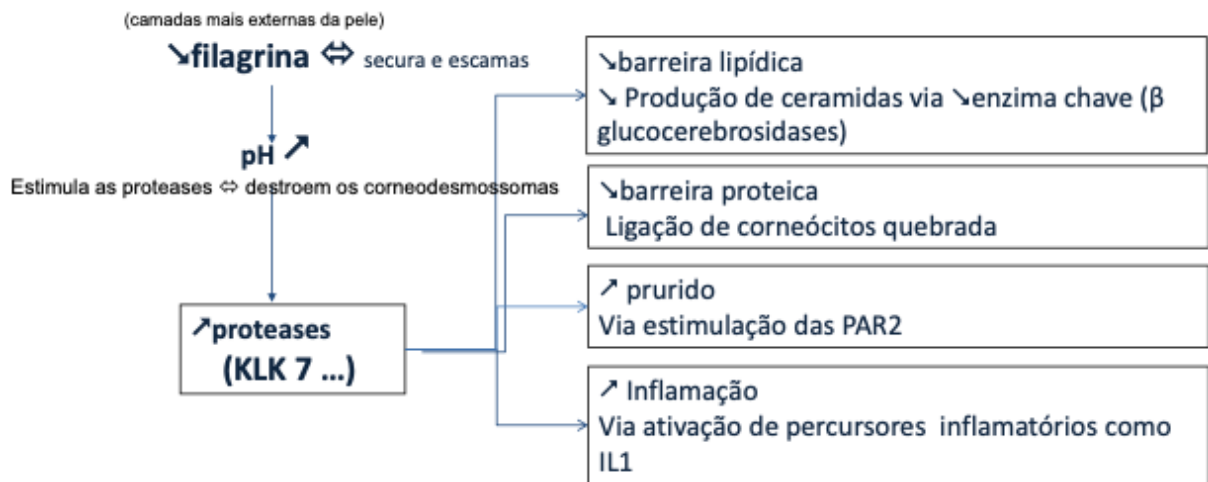 (camadas mais externas da pele)
↘filagrina ⬄ secura e escamas
pH ↗
Estimula as proteases ⬄ destroem os corneodesmossomas
↗proteases
(KLK 7 ...)
↘barreira lipídica
↘ Produção de ceramidas via ↘enzima chave (β
glucocerebrosidases)
↘barreira proteica
Ligação de corneócitos quebrada
↗ prurido
Via estimulação das PAR2
↗ Inflamação
Via ativação de percursores inflamatórios como
IL1